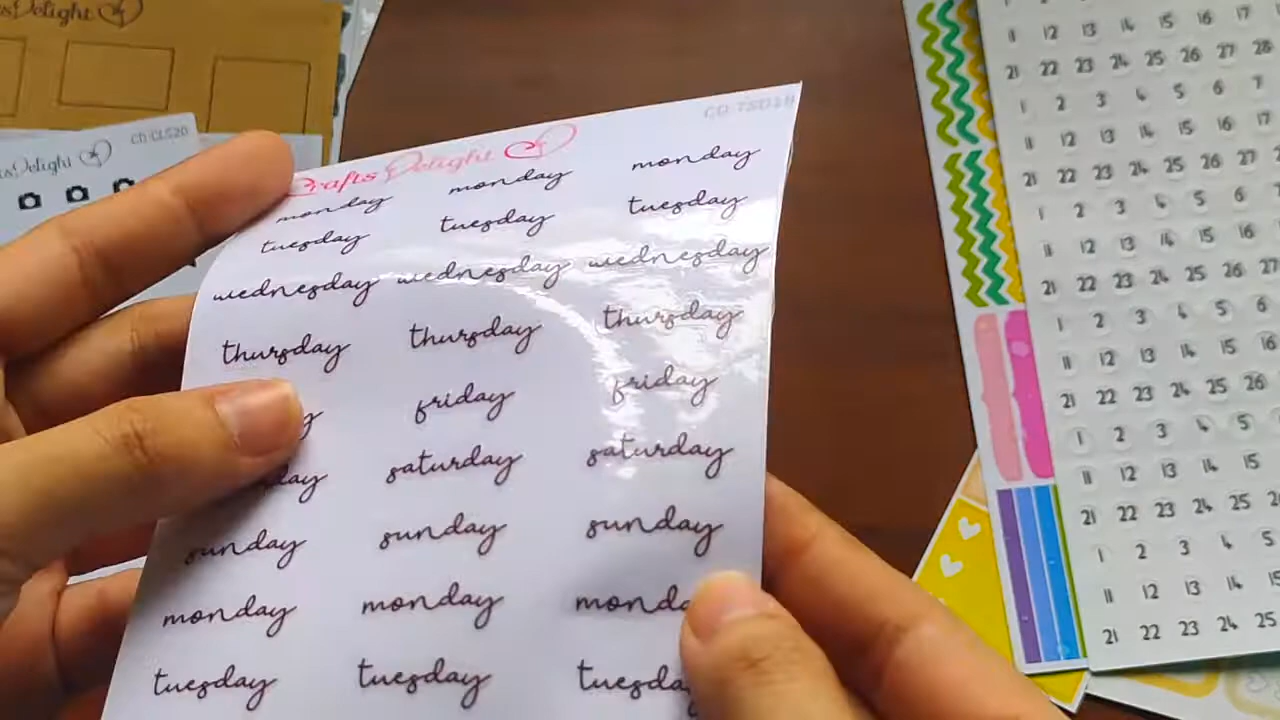 Crafts Delight
CD-CLS20
Crafts Delight
monday monday monday
tuesday tuesday tuesday
wednesday wednesday wednesday
thursday thursday thursday
friday friday
saturday saturday
sunday sunday sunday
monday monday
tuesday tuesday
11 12 13 14 15 16 17
21 22 23 24 25 26 27 28
1 2 3 4 5 6 7
11 12 13 14 15 16 17
21 22 23 24 25 26 27
1 2 3 4 5 6
11 12 13 14 15 16
21 22 23 24 25 26 27
1 2 3 4 5 6
11 12 13 14 15 16
21 22 23 24 25 26
1 2 3 4 5
11 12 13 14 15
21 22 23 24 25
1 2 3 4 5
11 12 13 14
21 22 23 24 25